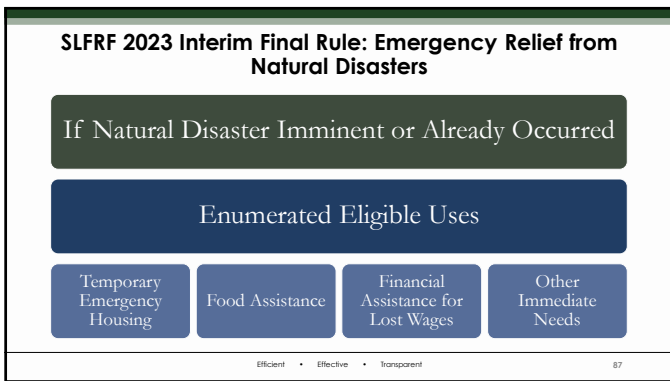 SLFRF 2023 Interim Final Rule: Emergency Relief from
Natural Disasters
If Natural Disaster Imminent or Already Occurred
Enumerated Eligible Uses
Temporary
Emergency
Housing
Food Assistance
Financial
Assistance for
Lost Wages
Other
Immediate
Needs
Efficient • Effective • Transparent
87